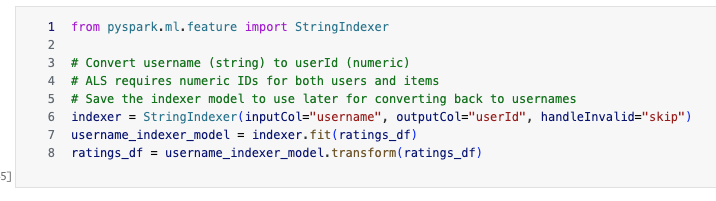 1 from pyspark.ml.feature import StringIndexer
2
3 # Convert username (string) to userId (numeric)
4 # ALS requires numeric IDs for both users and items
5 # Save the indexer model to use later for converting back to usernames
6 indexer = StringIndexer(inputCol="username", outputCol="userId", handleInvalid="skip")
7 username_indexer_model = indexer.fit(ratings_df)
8 ratings_df = username_indexer_model.transform(ratings_df)
5]